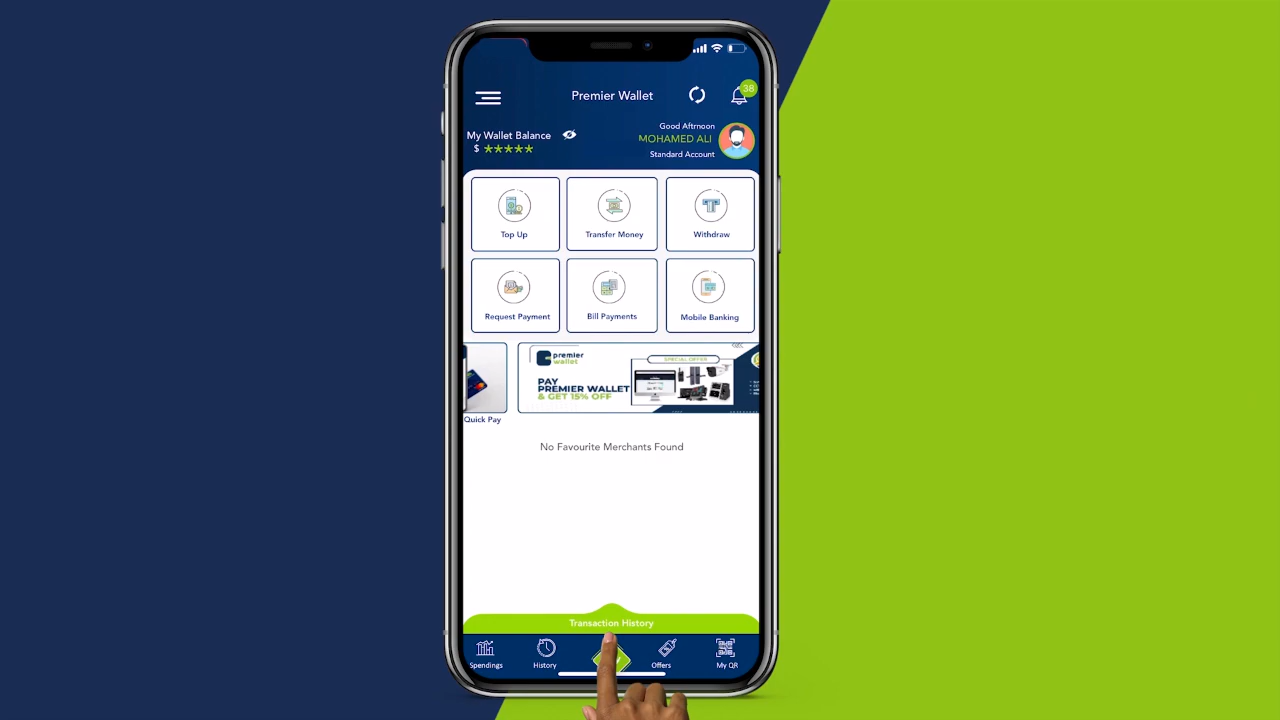 Premier Wallet
38
My Wallet Balance
$ *****
Good Aftrnoon
MOHAMED ALI
Standard Account
Top Up
Transfer Money
Withdraw
Request Payment
Bill Payments
Mobile Banking
premier
wallet
SPECIAL OFFER
PAY
PREMIER WALLET
& GET 15% OFF
Quick Pay
No Favourite Merchants Found
Transaction History
Spendings
History
Offers
My QR